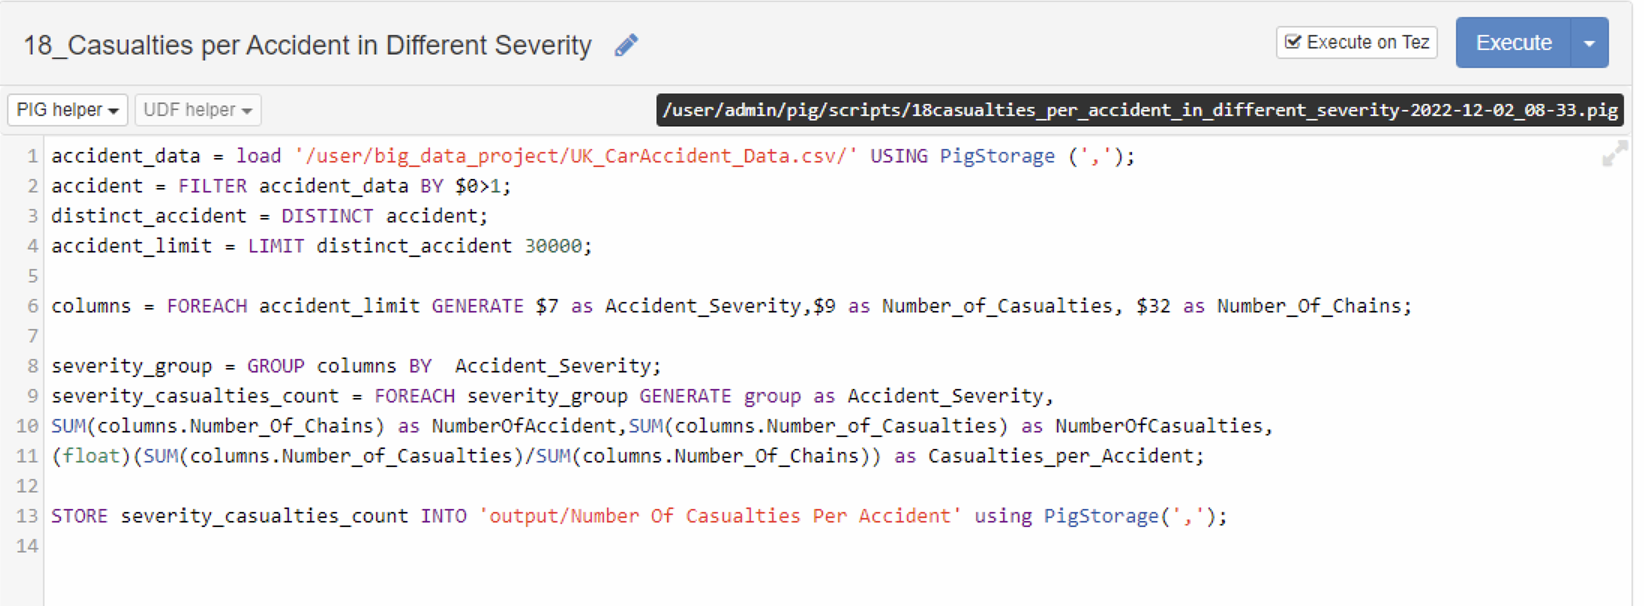 18_Casualties per Accident in Different Severity
Execute on Tez
Execute
PIG helper
UDF helper
/user/admin/pig/scripts/18casualties_per_accident_in_different_severity-2022-12-02_08-33.pig
1 accident_data = load '/user/big_data_project/UK_CarAccident_Data.csv/' USING PigStorage (',');
2 accident = FILTER accident_data BY $0>1;
3 distinct_accident = DISTINCT accident;
4 accident_limit = LIMIT distinct_accident 30000;
5
6 columns = FOREACH accident_limit GENERATE $7 as Accident_Severity,$9 as Number_of_Casualties, $32 as Number_Of_Chains;
7
8 severity_group = GROUP columns BY  Accident_Severity;
9 severity_casualties_count = FOREACH severity_group GENERATE group as Accident_Severity,
10 SUM(columns.Number_Of_Chains) as NumberOfAccident,SUM(columns.Number_of_Casualties) as NumberOfCasualties,
11 (float)(SUM(columns.Number_of_Casualties)/SUM(columns.Number_Of_Chains)) as Casualties_per_Accident;
12
13 STORE severity_casualties_count INTO 'output/Number Of Casualties Per Accident' using PigStorage(',');
14